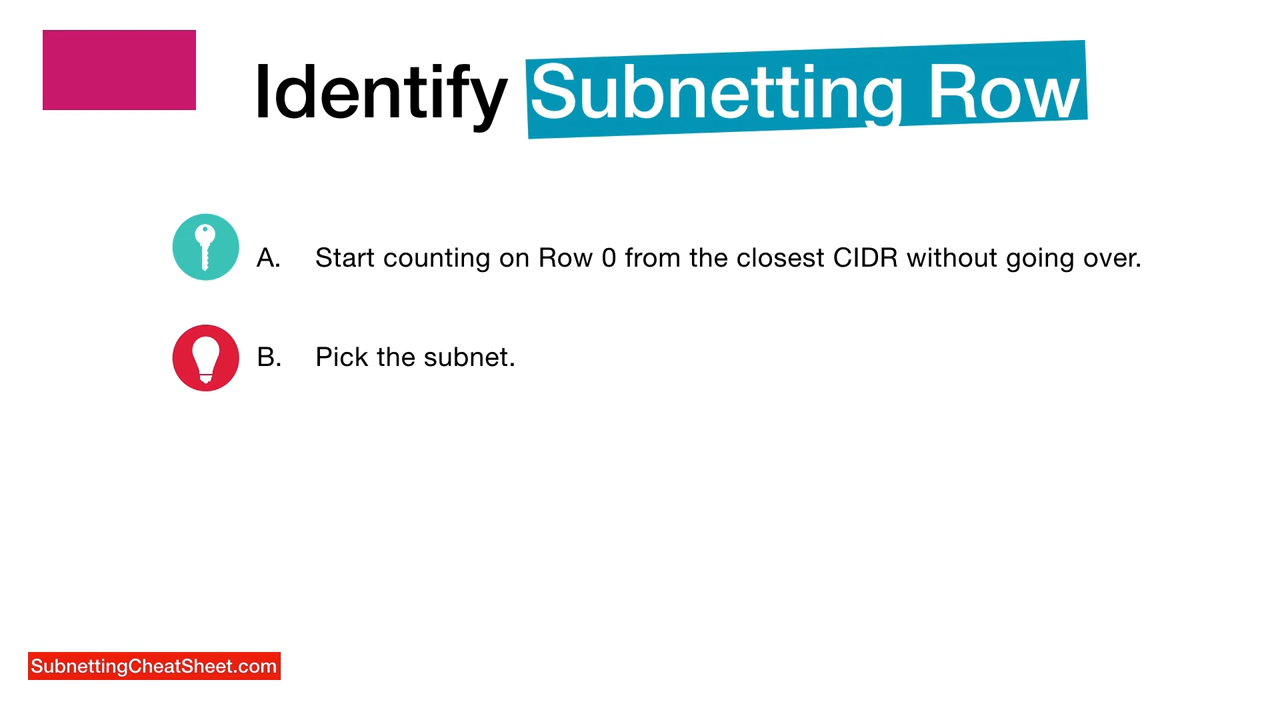 Identify Subnetting Row
A. Start counting on Row 0 from the closest CIDR without going over.
B. Pick the subnet.
SubnettingCheatSheet.com